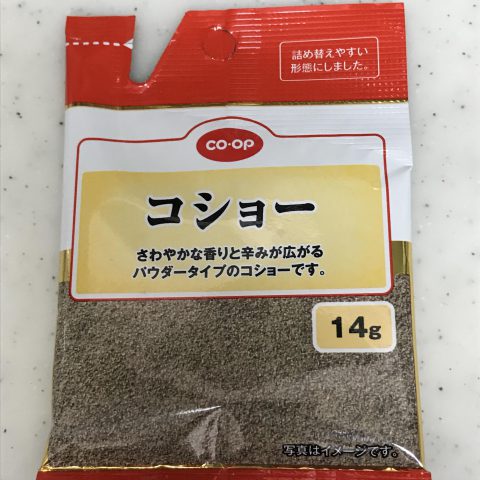 詰め替えやすい
形態にしました。
CO·OP
コショー
さわやかな香りと辛みが広がる
パウダータイプのコショーです。
14g
写真はイメージです。